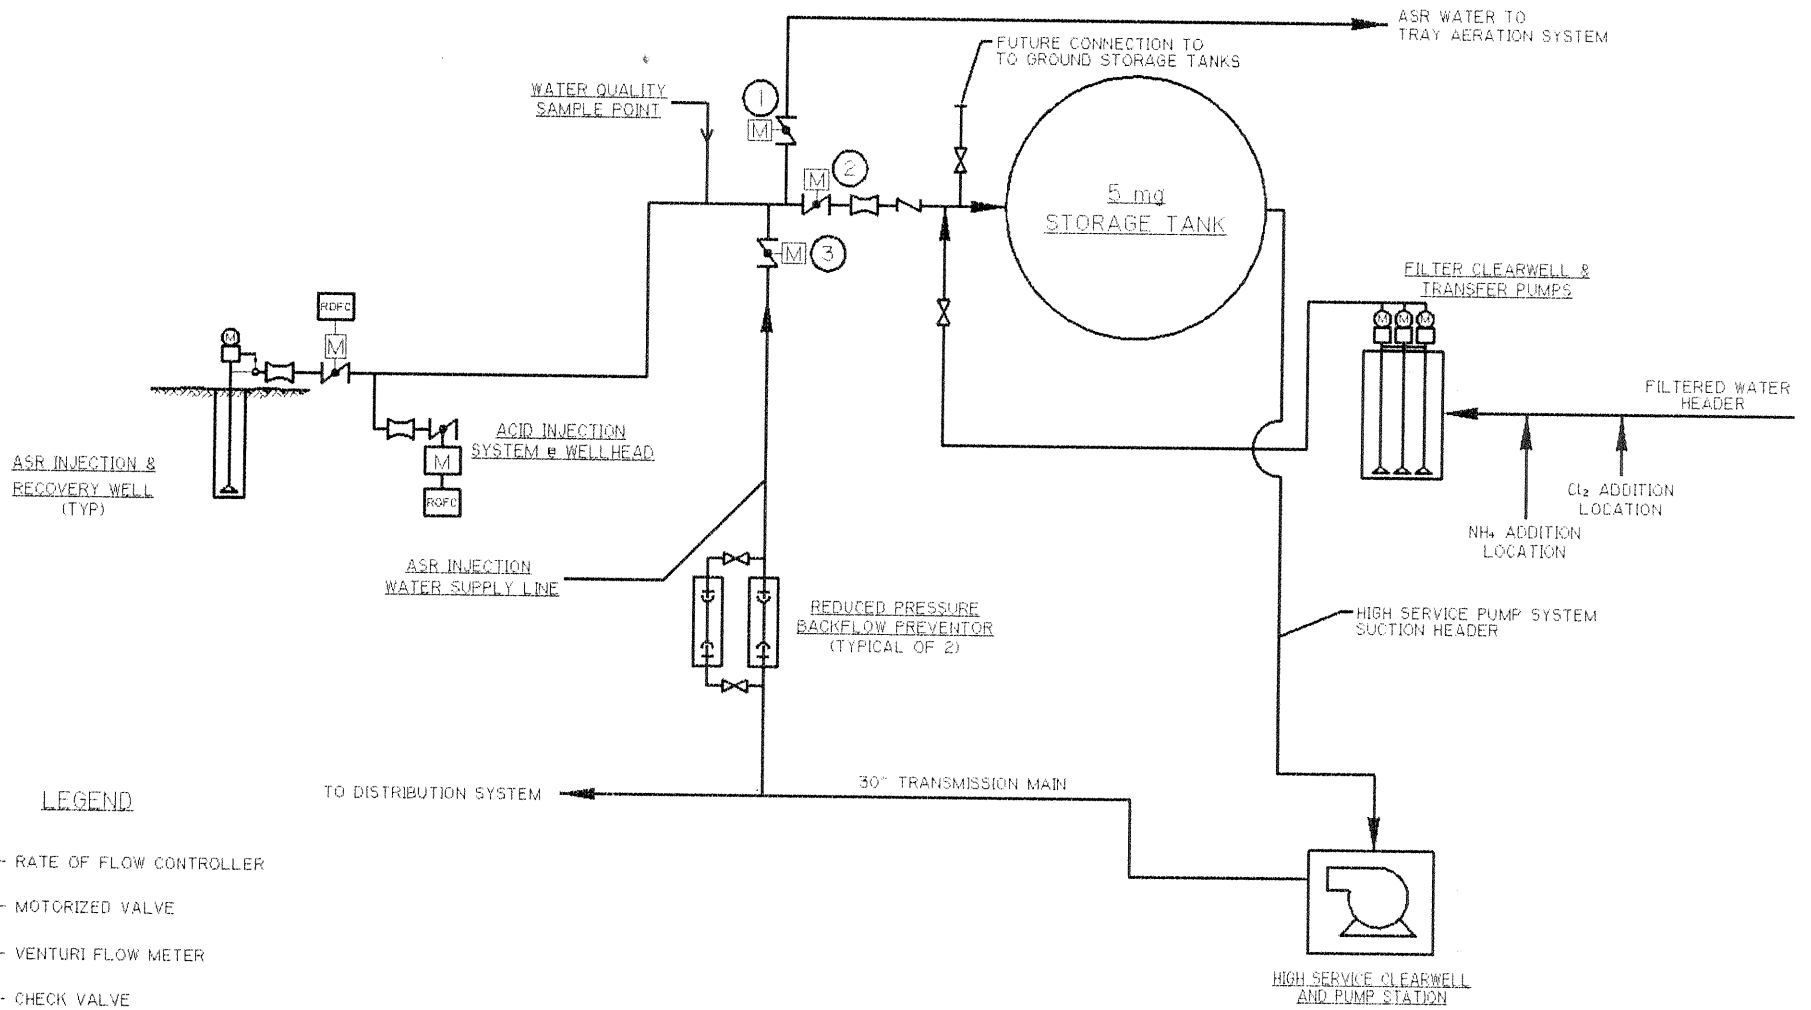 ASR WATER TO
TRAY AERATION SYSTEM
FUTURE CONNECTION TO
TO GROUND STORAGE TANKS
WATER QUALITY
SAMPLE POINT
1
M
M
2
5 mg
STORAGE TANK
M
3
FILTER CLEARWELL &
TRANSFER PUMPS
M
M
M
ROFC
M
M
FILTERED WATER
HEADER
ACID INJECTION
SYSTEM @ WELLHEAD
M
ROFC
ASR INJECTION &
RECOVERY WELL
(TYP)
Cl₂ ADDITION
LOCATION
NH₄ ADDITION
LOCATION
ASR INJECTION
WATER SUPPLY LINE
REDUCED PRESSURE
BACKFLOW PREVENTOR
(TYPICAL OF 2)
HIGH SERVICE PUMP SYSTEM
SUCTION HEADER
30" TRANSMISSION MAIN
TO DISTRIBUTION SYSTEM
LEGEND
- RATE OF FLOW CONTROLLER
- MOTORIZED VALVE
- VENTURI FLOW METER
- CHECK VALVE
HIGH SERVICE CLEARWELL
AND PUMP STATION